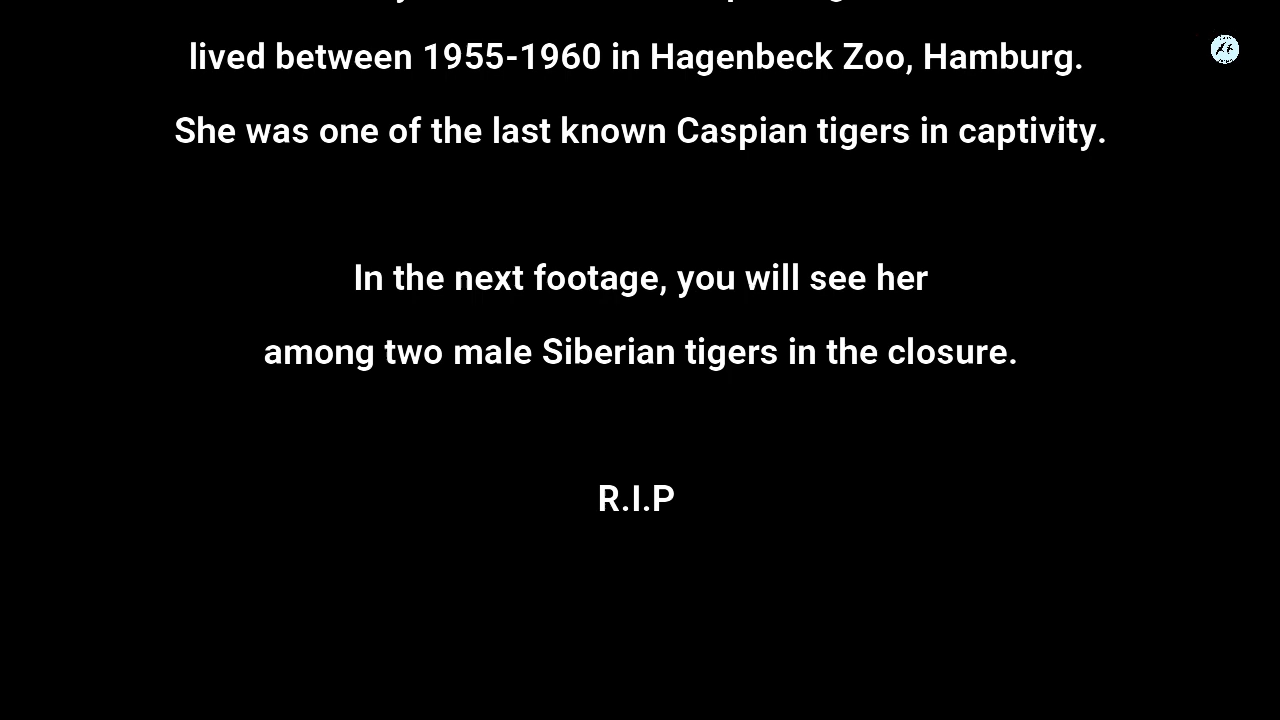 lived between 1955-1960 in Hagenbeck Zoo, Hamburg.
She was one of the last known Caspian tigers in captivity.
In the next footage, you will see her
among two male Siberian tigers in the closure.
R.I.P